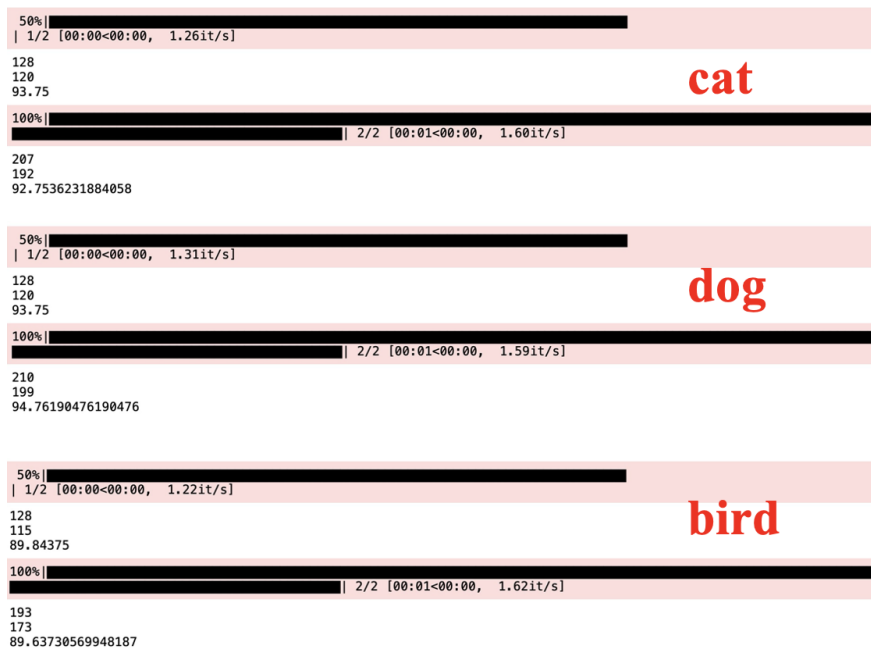 50%|
| 1/2 [00:00<00:00,  1.26it/s]
128
120
93.75
cat
100%|
| 2/2 [00:01<00:00,  1.60it/s]
207
192
92.7536231884058
50%|
| 1/2 [00:00<00:00,  1.31it/s]
128
120
93.75
dog
100%|
| 2/2 [00:01<00:00,  1.59it/s]
210
199
94.76190476190476
50%|
| 1/2 [00:00<00:00,  1.22it/s]
128
115
89.84375
bird
100%|
| 2/2 [00:01<00:00,  1.62it/s]
193
173
89.63730569948187